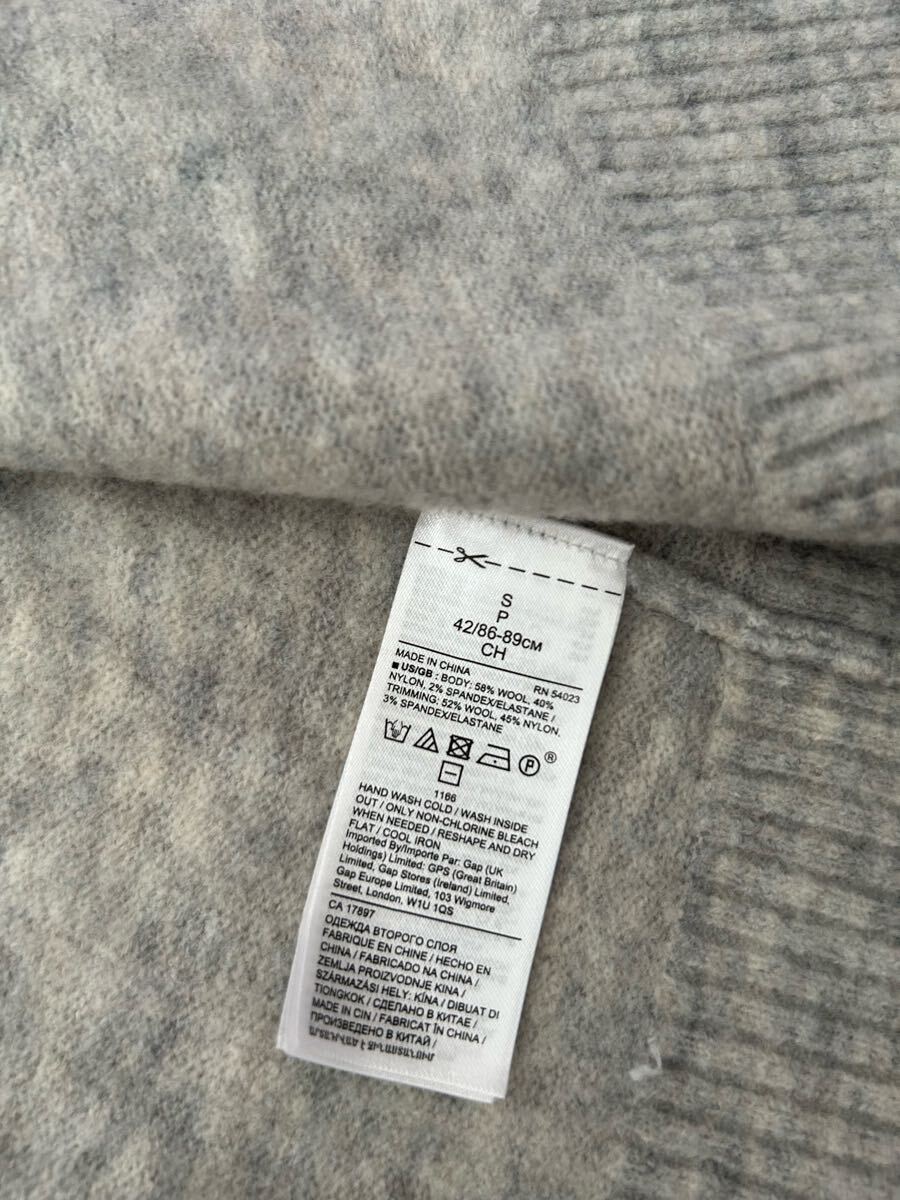 S
P
42/86-89см
CH
MADE IN CHINA
RN 54023
■ US/GB : BODY: 58% WOOL, 40%
NYLON, 2% SPANDEX/ELASTANE /
TRIMMING: 52% WOOL, 45% NYLON.
3% SPANDEX/ELASTANE
P ®
1166
HAND WASH COLD / WASH INSIDE
OUT / ONLY NON-CHLORINE BLEACH
WHEN NEEDED / RESHAPE AND DRY
FLAT / COOL IRON
Imported By/Importe Par: Gap (UK
Holdings) Limited; GPS (Great Britain)
Limited, Gap Stores (Ireland) Limited,
Gap Europe Limited, 103 Wigmore
Street, London, W1U 1QS
CA 17897
ОДЕЖДА ВТОРОГО СЛОЯ
FABRIQUE EN CHINE / HECHO EN
CHINA / FABRICADO NA CHINA /
ZEMLJA PROIZVODNJE KINA /
SZÁRMAZÁSI HELY: KÍNA / DIBUAT DI
TIONGKOK / СДЕЛАНО В КИТАЕ /
MADE IN CIN / FABRICAT ÎN CHINA /
ПРОИЗВЕДЕНО В КИТАЙ /